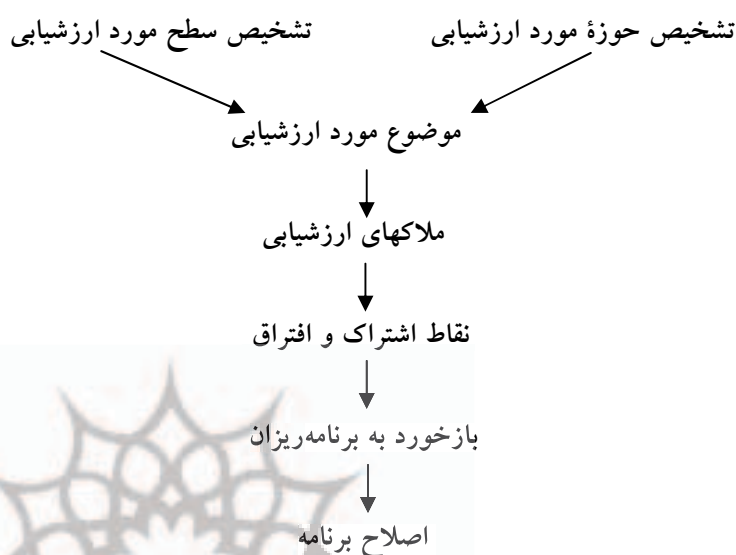 تشخیص حوزهٔ مورد ارزشیابی
تشخیص سطح مورد ارزشیابی
موضوع مورد ارزشیابی
ملاکهای ارزشیابی
نقاط اشتراک و افتراق
بازخورد به برنامه‌ریزان
اصلاح برنامه